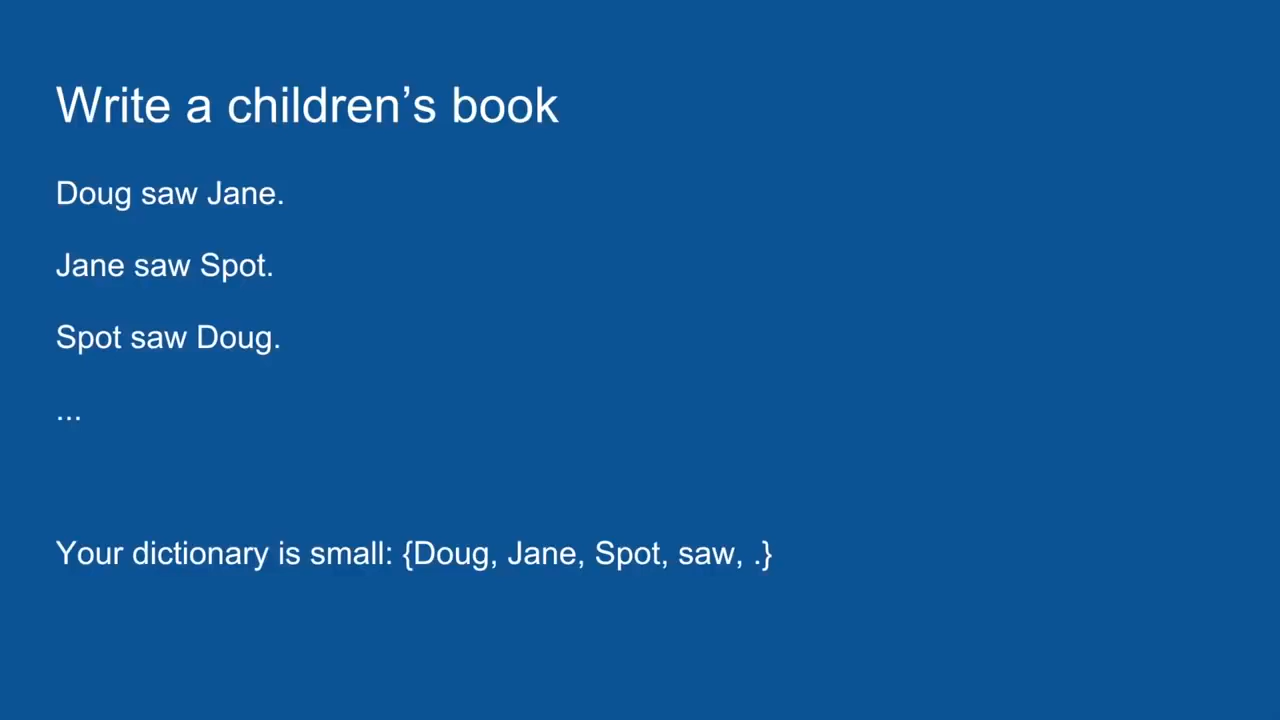 Write a children’s book
Doug saw Jane.
Jane saw Spot.
Spot saw Doug.
...
Your dictionary is small: {Doug, Jane, Spot, saw, .}